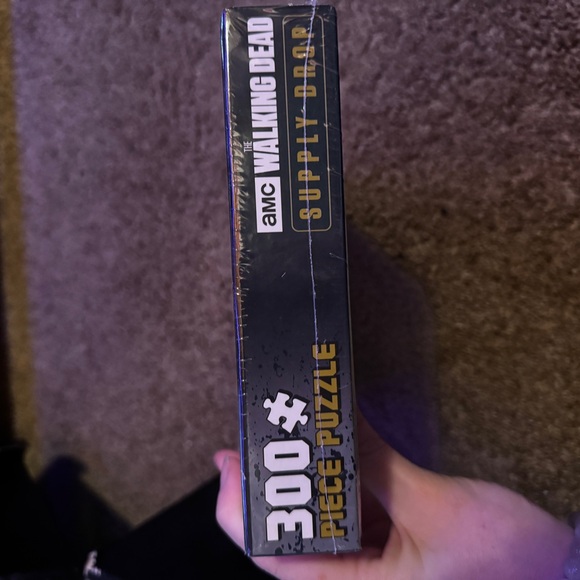 300
PIECE PUZZLE
aMC
THE
WALKING DEAD
SUPPLY DROP